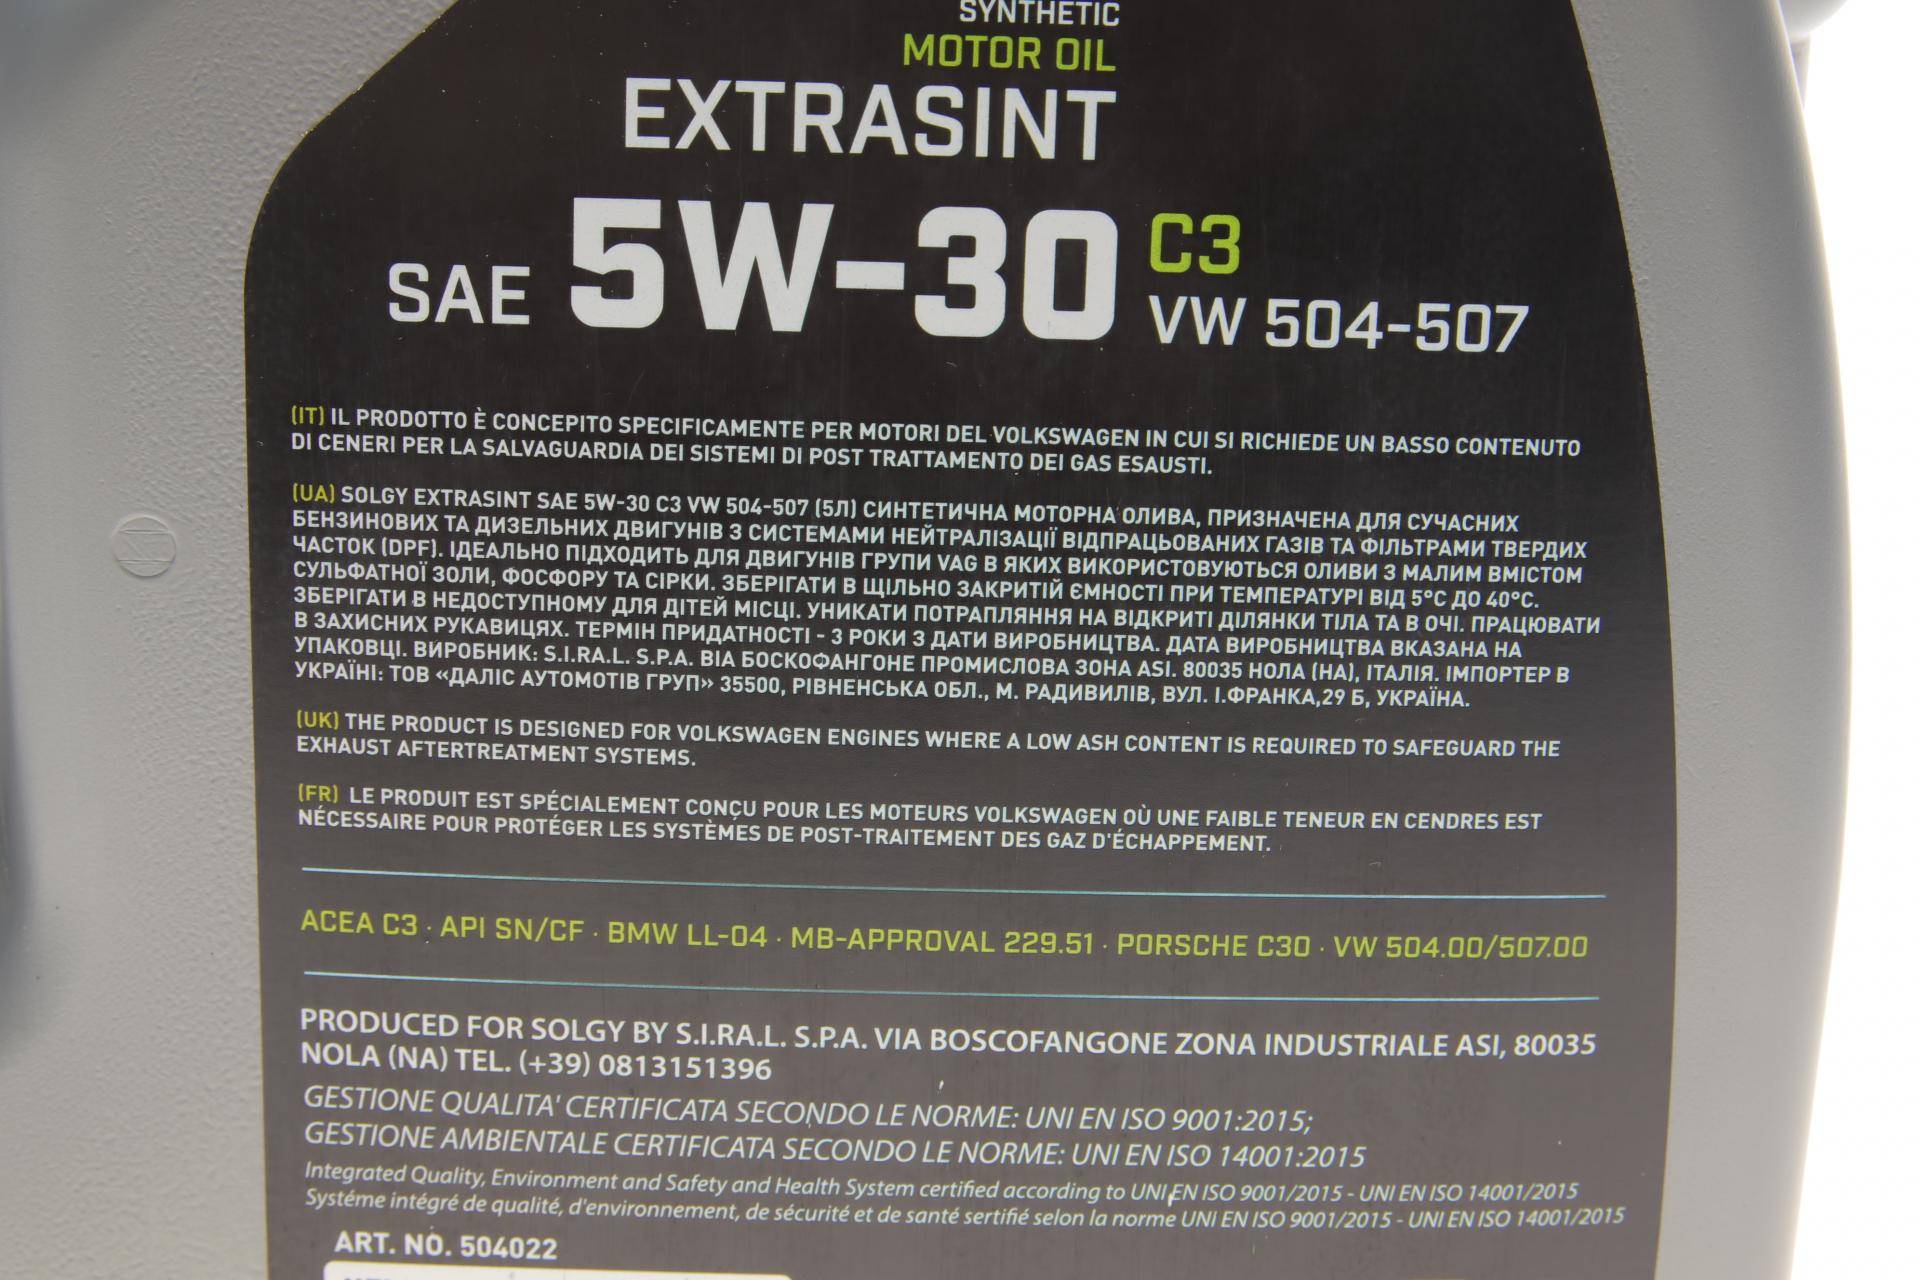 SYNTHETIC
MOTOR OIL
EXTRASINT
SAE 5W-30 C3
VW 504-507
(IT) IL PRODOTTO È CONCEPITO SPECIFICAMENTE PER MOTORI DEL VOLKSWAGEN IN CUI SI RICHIEDE UN BASSO CONTENUTO
DI CENERI PER LA SALVAGUARDIA DEI SISTEMI DI POST TRATTAMENTO DEI GAS ESAUSTI.
(UA) SOLGY EXTRASINT SAE 5W-30 C3 VW 504-507 (5Л) СИНТЕТИЧНА МОТОРНА ОЛИВА, ПРИЗНАЧЕНА ДЛЯ СУЧАСНИХ
БЕНЗИНОВИХ ТА ДИЗЕЛЬНИХ ДВИГУНІВ З СИСТЕМАМИ НЕЙТРАЛІЗАЦІЇ ВІДПРАЦЬОВАНИХ ГАЗІВ ТА ФІЛЬТРАМИ ТВЕРДИХ
ЧАСТОК (DPF). ІДЕАЛЬНО ПІДХОДИТЬ ДЛЯ ДВИГУНІВ ГРУПИ VAG В ЯКИХ ВИКОРИСТОВУЮТЬСЯ ОЛИВИ З МАЛИМ ВМІСТОМ
СУЛЬФАТНОЇ ЗОЛИ, ФОСФОРУ ТА СІРКИ. ЗБЕРІГАТИ В ЩІЛЬНО ЗАКРИТІЙ ЄМНОСТІ ПРИ ТЕМПЕРАТУРІ ВІД 5°C ДО 40°C.
ЗБЕРІГАТИ В НЕДОСТУПНОМУ ДЛЯ ДІТЕЙ МІСЦІ. УНИКАТИ ПОТРАПЛЯННЯ НА ВІДКРИТІ ДІЛЯНКИ ТІЛА ТА В ОЧІ. ПРАЦЮВАТИ
В ЗАХИСНИХ РУКАВИЦЯХ. ТЕРМІН ПРИДАТНОСТІ - 3 РОКИ З ДАТИ ВИРОБНИЦТВА. ДАТА ВИРОБНИЦТВА ВКАЗАНА НА
УПАКОВЦІ. ВИРОБНИК: S.I.RA.L. S.P.A. ВІА БОСКОФАНГОНЕ ПРОМИСЛОВА ЗОНА ASI. 80035 НОЛА (НА), ІТАЛІЯ. ІМПОРТЕР В
УКРАЇНІ: ТОВ «ДАЛІС АУТОМОТІВ ГРУП» 35500, РІВНЕНСЬКА ОБЛ., М. РАДИВИЛІВ, ВУЛ. І.ФРАНКА,29 Б, УКРАЇНА.
(UK) THE PRODUCT IS DESIGNED FOR VOLKSWAGEN ENGINES WHERE A LOW ASH CONTENT IS REQUIRED TO SAFEGUARD THE
EXHAUST AFTERTREATMENT SYSTEMS.
(FR) LE PRODUIT EST SPÉCIALEMENT CONÇU POUR LES MOTEURS VOLKSWAGEN OÙ UNE FAIBLE TENEUR EN CENDRES EST
NÉCESSAIRE POUR PROTÉGER LES SYSTÈMES DE POST-TRAITEMENT DES GAZ D'ÉCHAPPEMENT.
ACEA C3 · API SN/CF · BMW LL-04 · MB-APPROVAL 229.51 · PORSCHE C30 · VW 504.00/507.00
PRODUCED FOR SOLGY BY S.I.RA.L. S.P.A. VIA BOSCOFANGONE ZONA INDUSTRIALE ASI, 80035
NOLA (NA) TEL. (+39) 0813151396
GESTIONE QUALITA' CERTIFICATA SECONDO LE NORME: UNI EN ISO 9001:2015;
GESTIONE AMBIENTALE CERTIFICATA SECONDO LE NORME: UNI EN ISO 14001:2015
Integrated Quality, Environment and Safety and Health System certified according to UNI EN ISO 9001/2015 - UNI EN ISO 14001/2015
Systéme intégré de qualité, d'environnement, de sécurité et de santé sertifié selon la norme UNI EN ISO 9001/2015 - UNI EN ISO 14001/2015
ART. NO. 504022